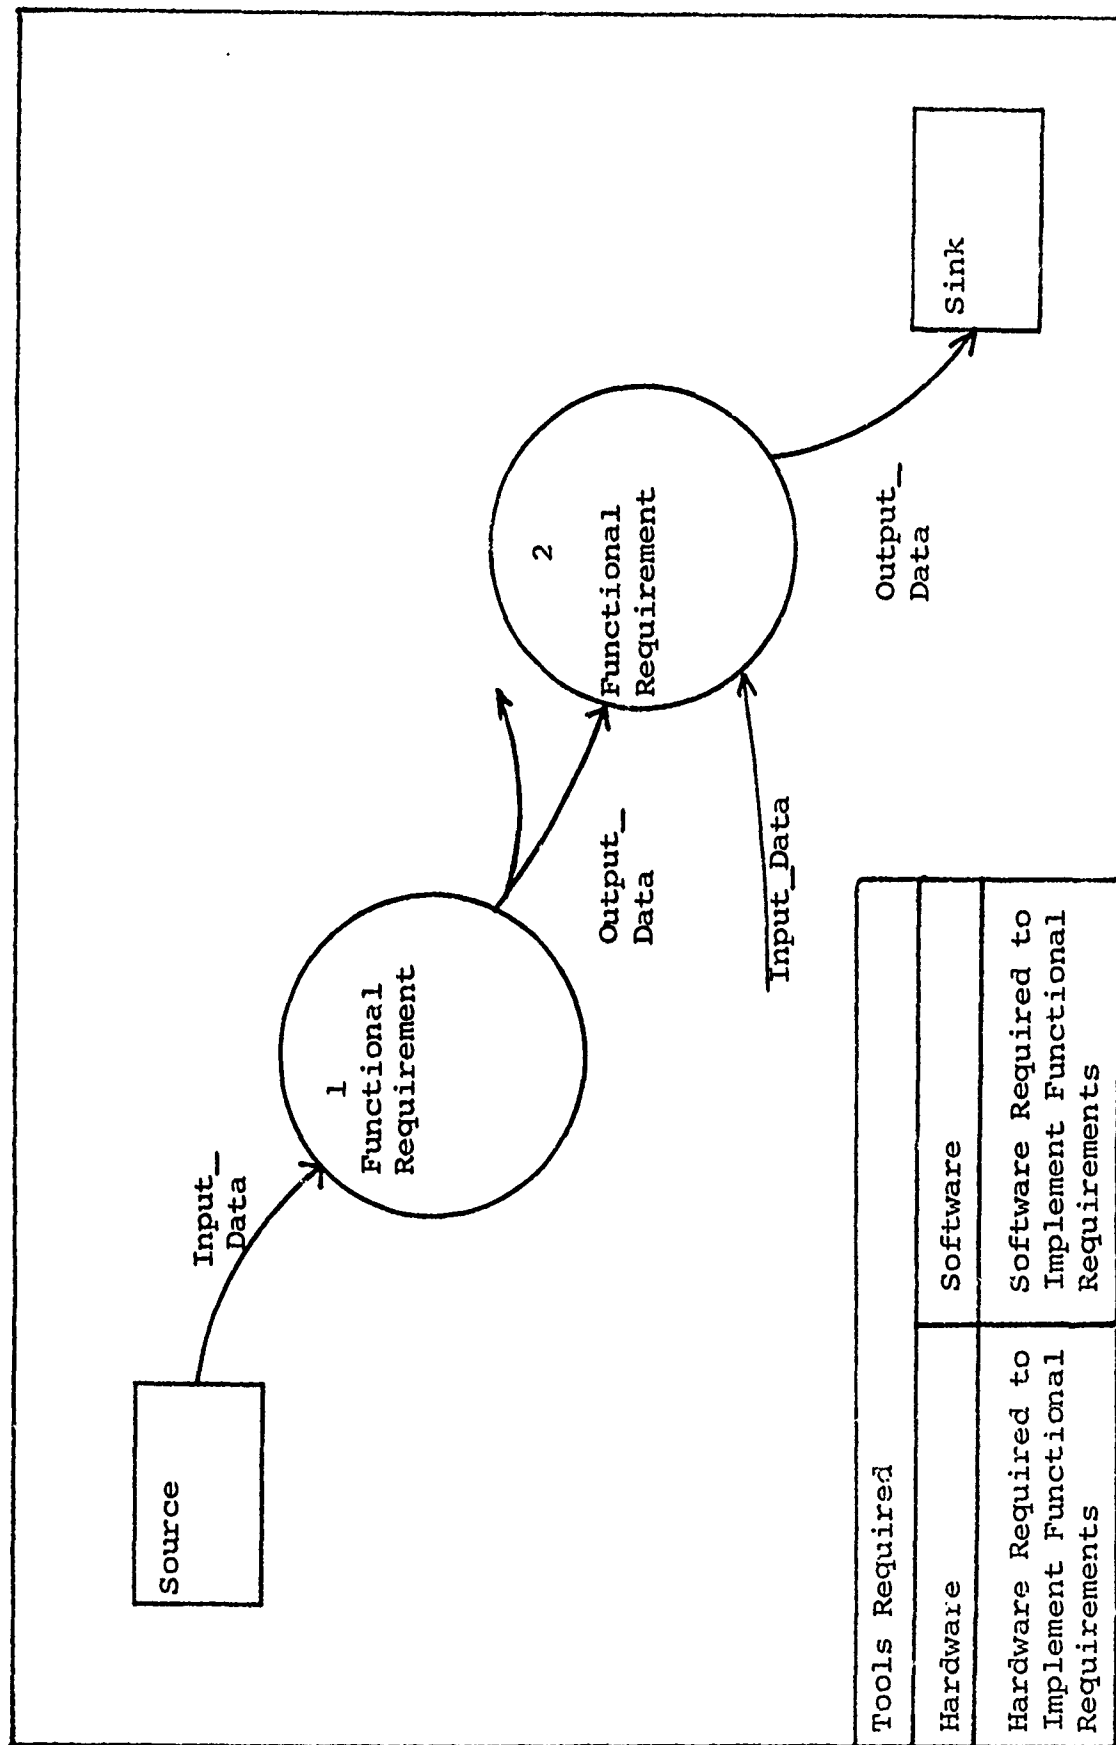 Source
Input_
Data
1
Functional
Requirement
Output_
Data
2
Functional
Requirement
Input_Data
Output_
Data
Sink
Tools Required
Hardware
Software
Hardware Required to
Implement Functional
Requirements
Software Required to
Implement Functional
Requirements